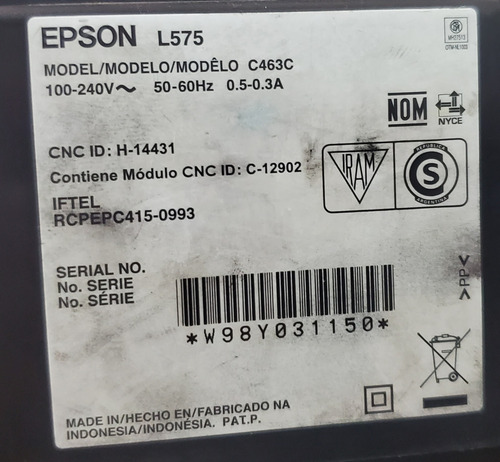 EPSON L575
MODEL/MODELO/MODÊLO C463C
100-240V～ 50-60Hz 0.5-0.3A
NOM
NYCE
CNC ID: H-14431
Contiene Módulo CNC ID: C-12902
IFTEL
RCPEPC415-0993
IRAM
REPUBLICA
S
ARGENTINA
SERIAL NO.
No. SERIE
No. SÉRIE
*W98Y031150*
>PP<
MADE IN/HECHO EN/FABRICADO NA
INDONESIA/INDONÉSIA. PAT.P.